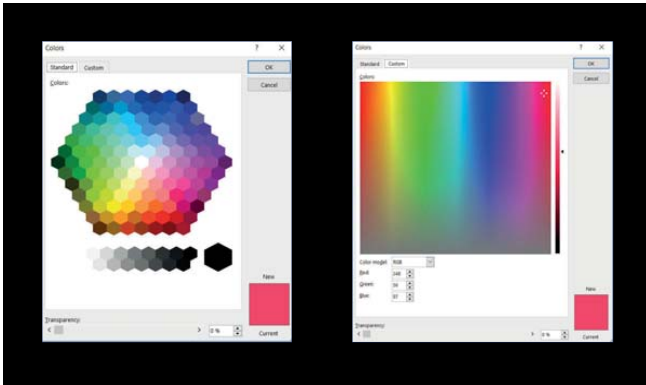 Colors ? ×
Standard Custom
Colors:
OK
Cancel
New
Current
Transparency:
0 %
Colors ? ×
Standard Custom
Colors:
OK
Cancel
Color model: RGB
Red:
Green:
Blue:
New
Current
Transparency:
0 %